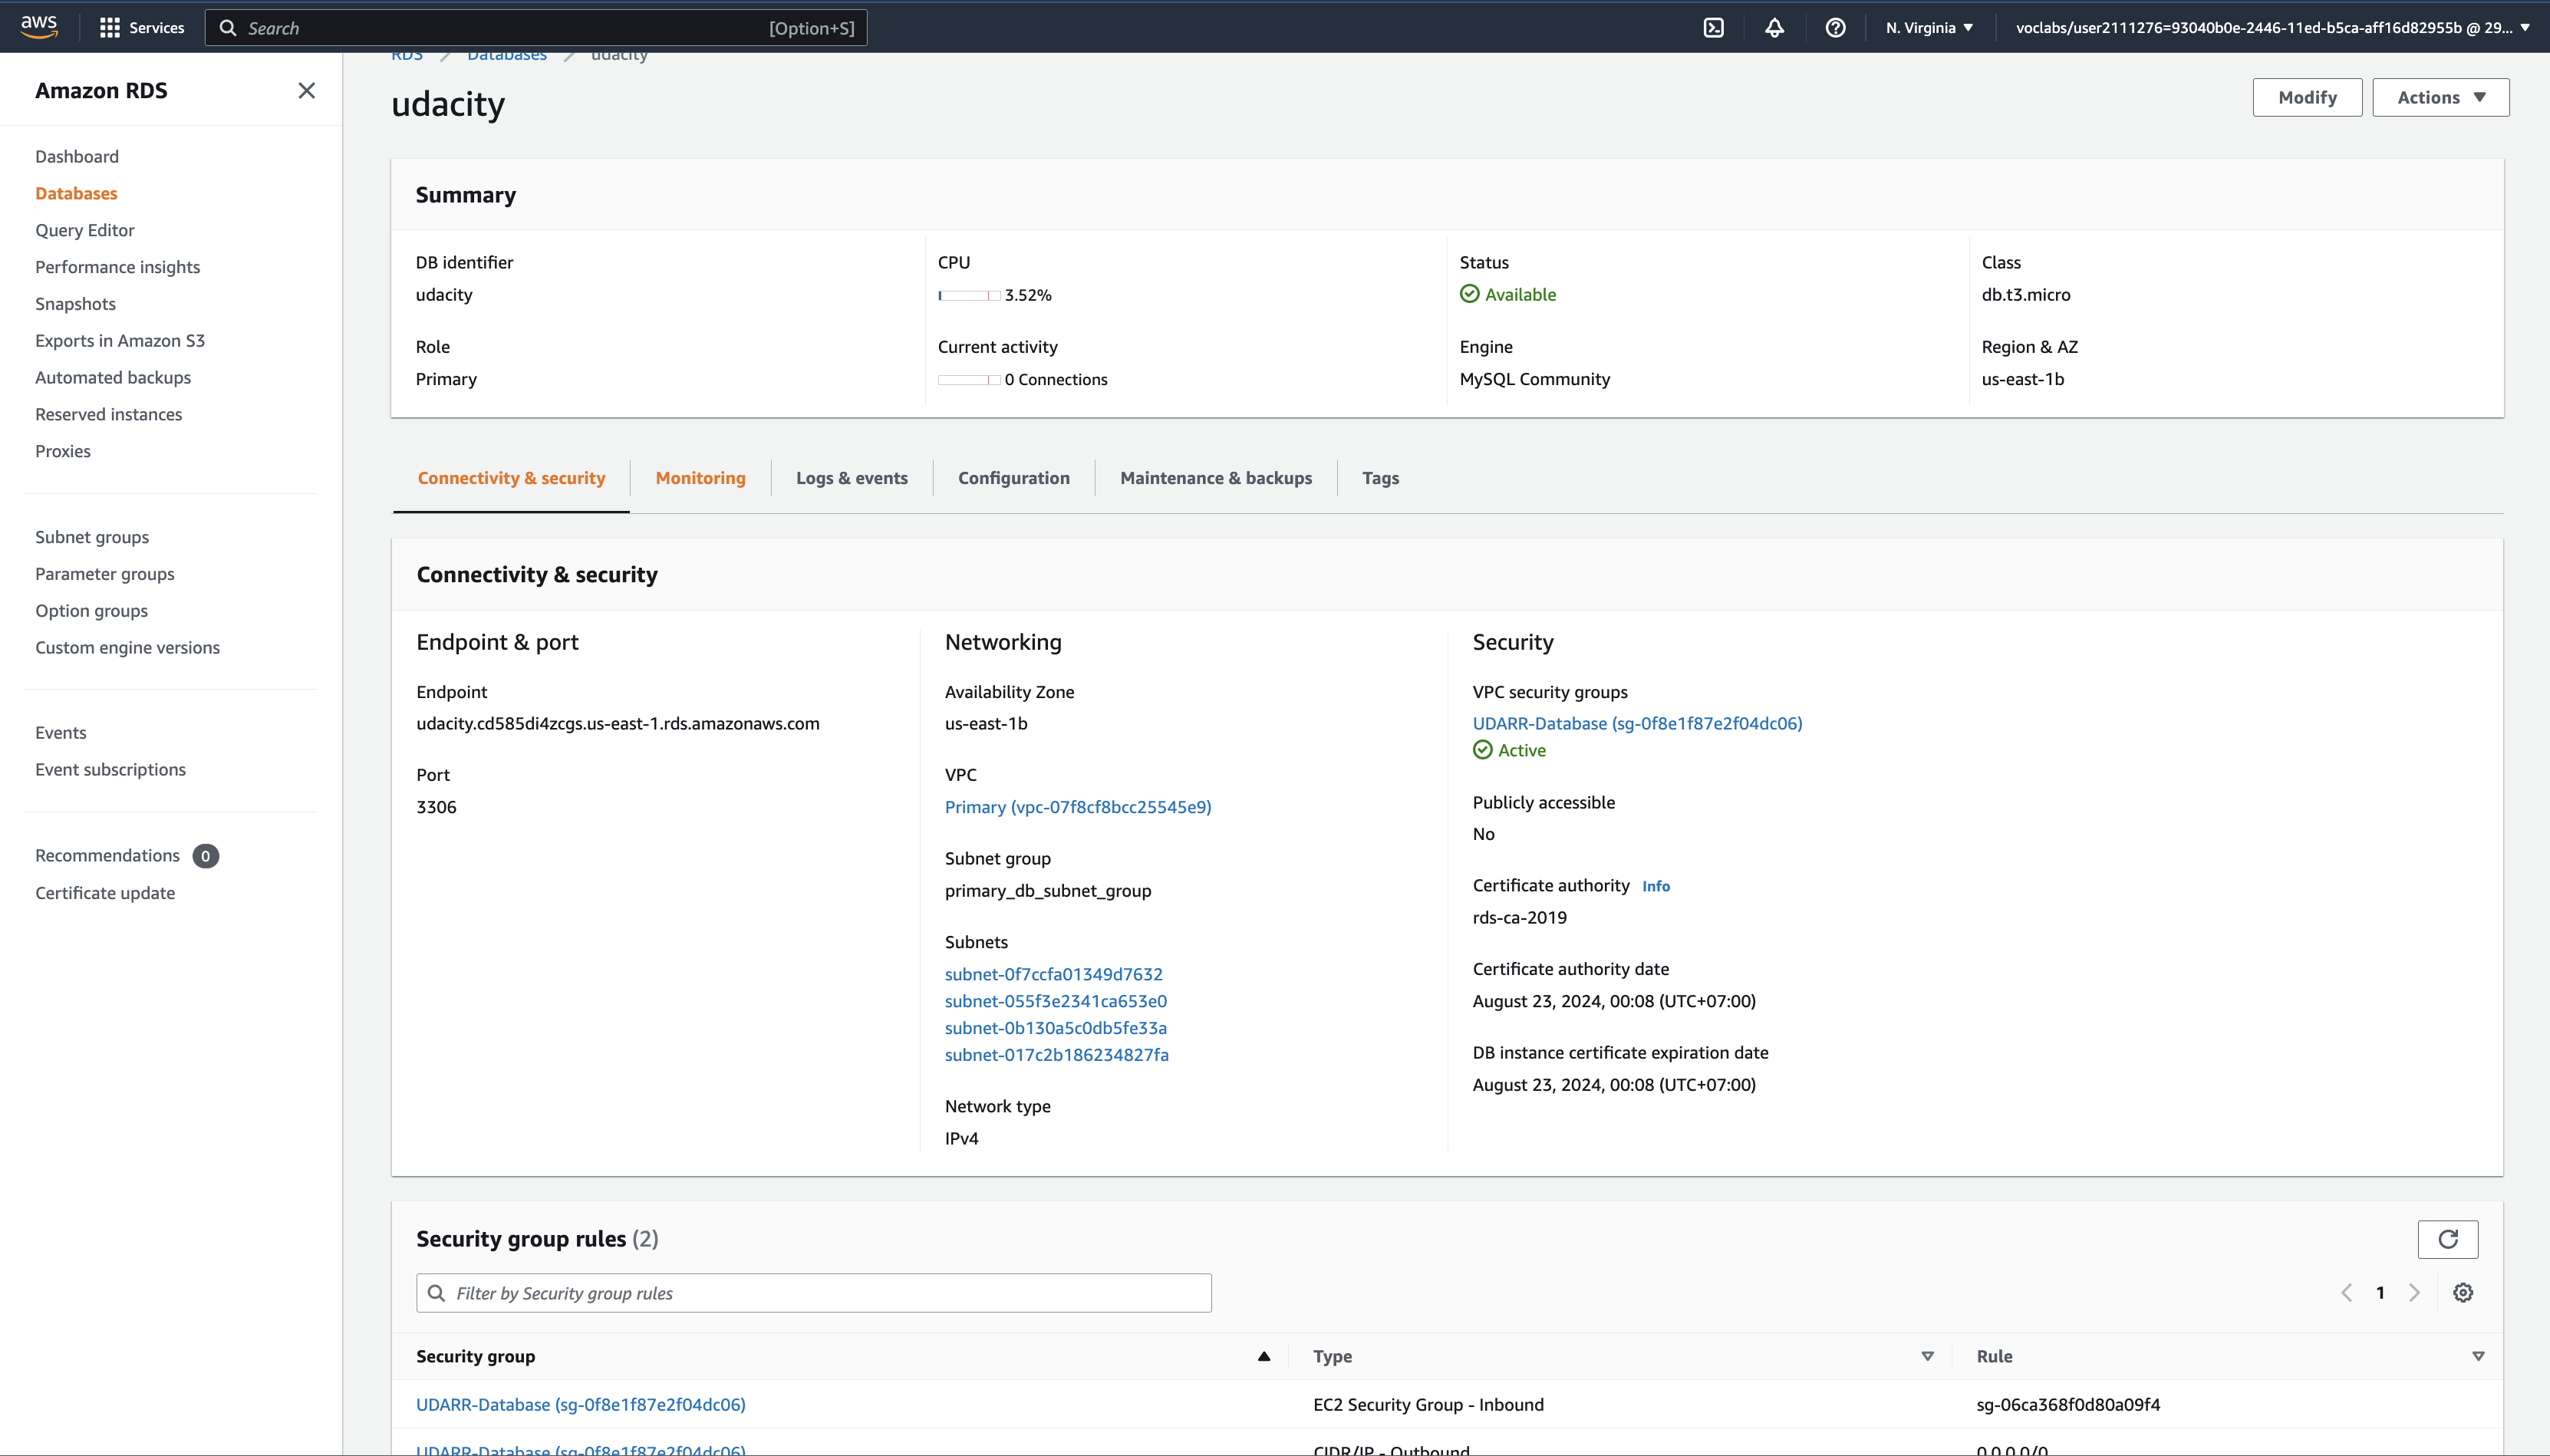 aws
Services
Search
[Option+S]
N. Virginia
voclabs/user2111276=93040b0e-2446-11ed-b5ca-aff16d82955b @ 29...
Amazon RDS
Dashboard
Databases
Query Editor
Performance insights
Snapshots
Exports in Amazon S3
Automated backups
Reserved instances
Proxies
Subnet groups
Parameter groups
Option groups
Custom engine versions
Events
Event subscriptions
Recommendations 0
Certificate update
RDS Databases udacity
udacity
Modify
Actions
Summary
DB identifier
udacity
CPU
3.52%
Status
Available
Class
db.t3.micro
Role
Primary
Current activity
0 Connections
Engine
MySQL Community
Region & AZ
us-east-1b
Connectivity & security
Monitoring
Logs & events
Configuration
Maintenance & backups
Tags
Connectivity & security
Endpoint & port
Endpoint
udacity.cd585di4zcgs.us-east-1.rds.amazonaws.com
Port
3306
Networking
Availability Zone
us-east-1b
VPC
Primary (vpc-07f8cf8bcc25545e9)
Subnet group
primary_db_subnet_group
Subnets
subnet-0f7ccfa01349d7632
subnet-055f3e2341ca653e0
subnet-0b130a5c0db5fe33a
subnet-017c2b186234827fa
Network type
IPv4
Security
VPC security groups
UDARR-Database (sg-0f8e1f87e2f04dc06)
Active
Publicly accessible
No
Certificate authority Info
rds-ca-2019
Certificate authority date
August 23, 2024, 00:08 (UTC+07:00)
DB instance certificate expiration date
August 23, 2024, 00:08 (UTC+07:00)
Security group rules (2)
Filter by Security group rules
1
Security group
Type
Rule
UDARR-Database (sg-0f8e1f87e2f04dc06)
EC2 Security Group - Inbound
sg-06ca368f0d80a09f4
UDARR-Database (sg-0f8e1f87e2f04dc06)
CIDR/IP - Outbound
0.0.0.0/0